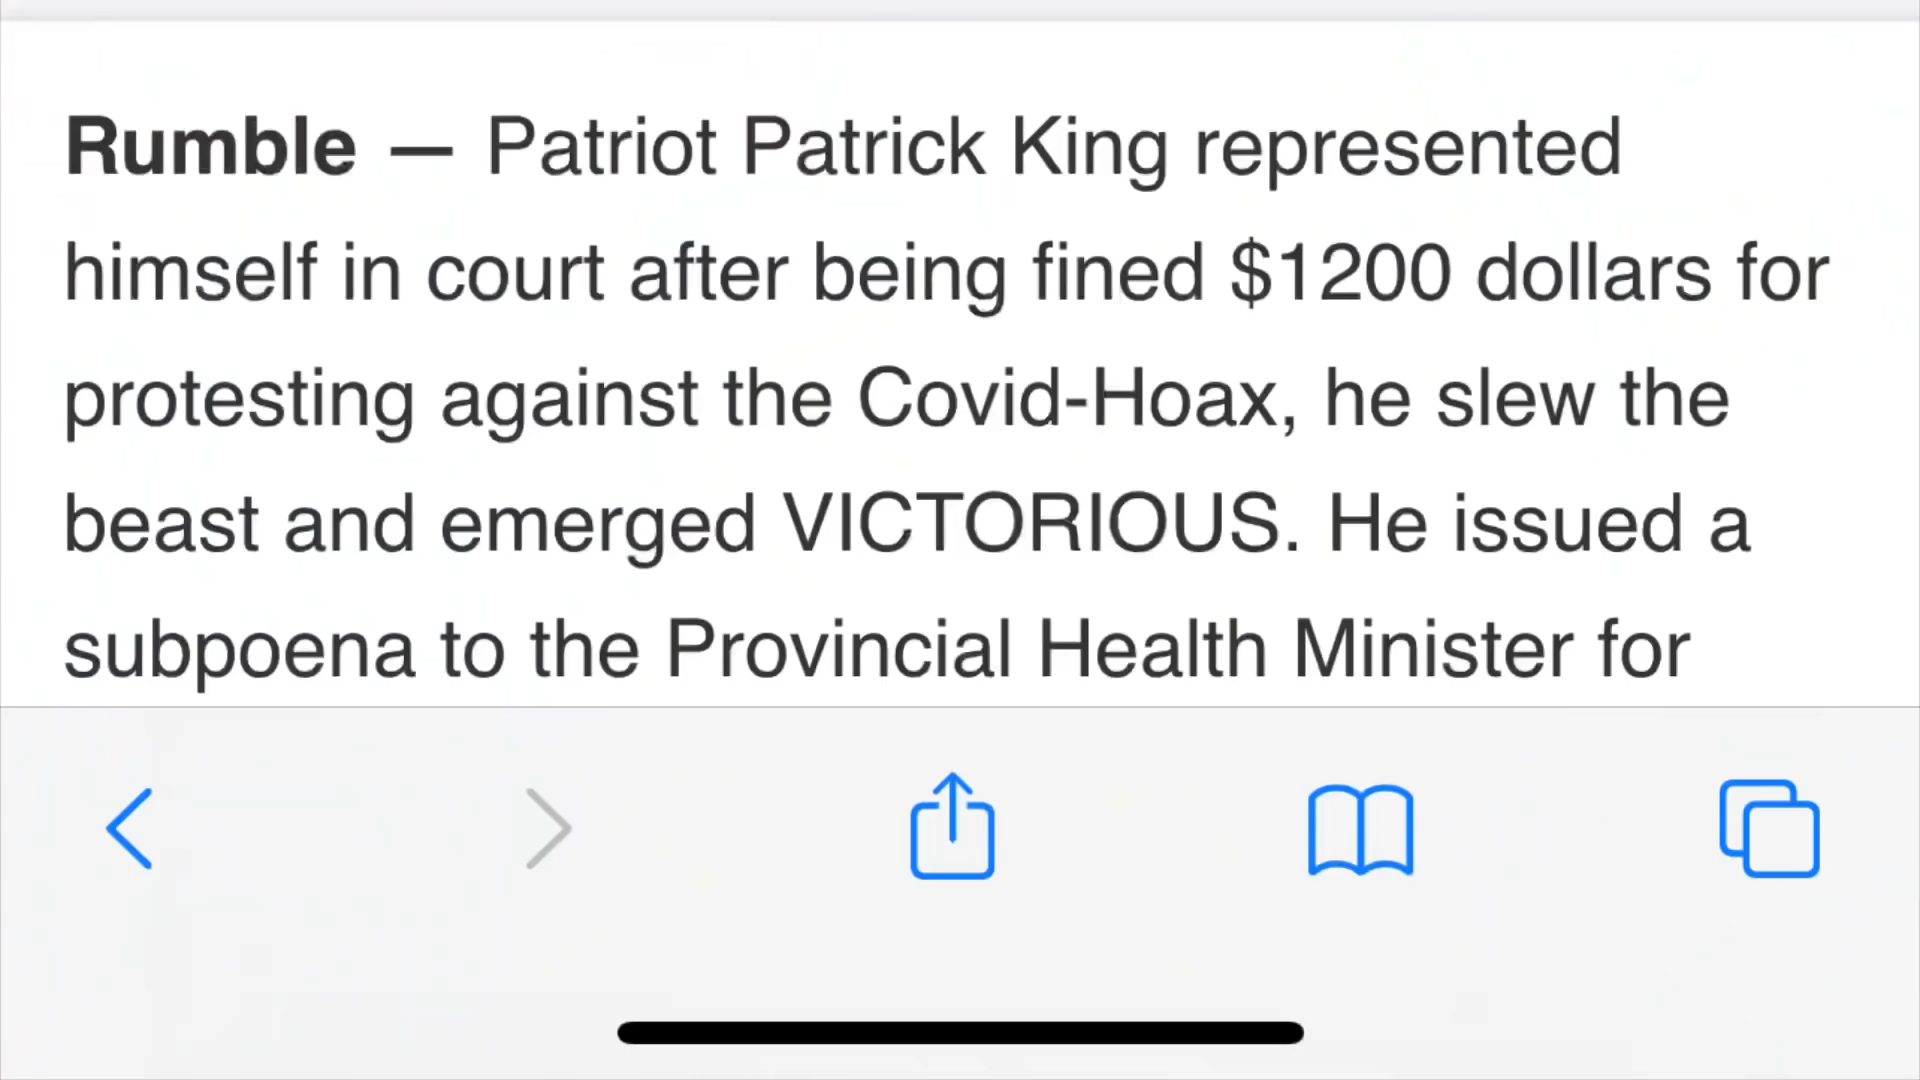 Rumble — Patriot Patrick King represented
himself in court after being fined $1200 dollars for
protesting against the Covid-Hoax, he slew the
beast and emerged VICTORIOUS. He issued a
subpoena to the Provincial Health Minister for